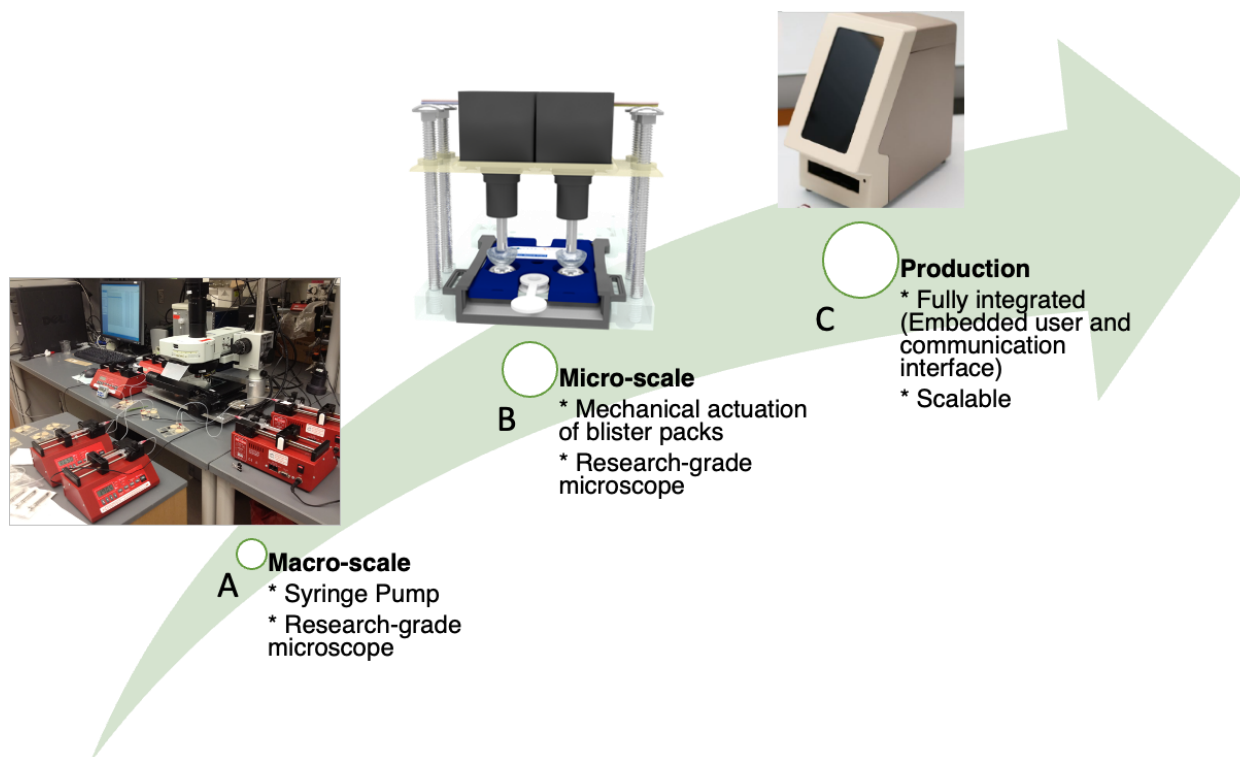 A
Macro-scale
* Syringe Pump
* Research-grade
microscope
B
Micro-scale
* Mechanical actuation
of blister packs
* Research-grade
microscope
C
Production
* Fully integrated
(Embedded user and
communication
interface)
* Scalable